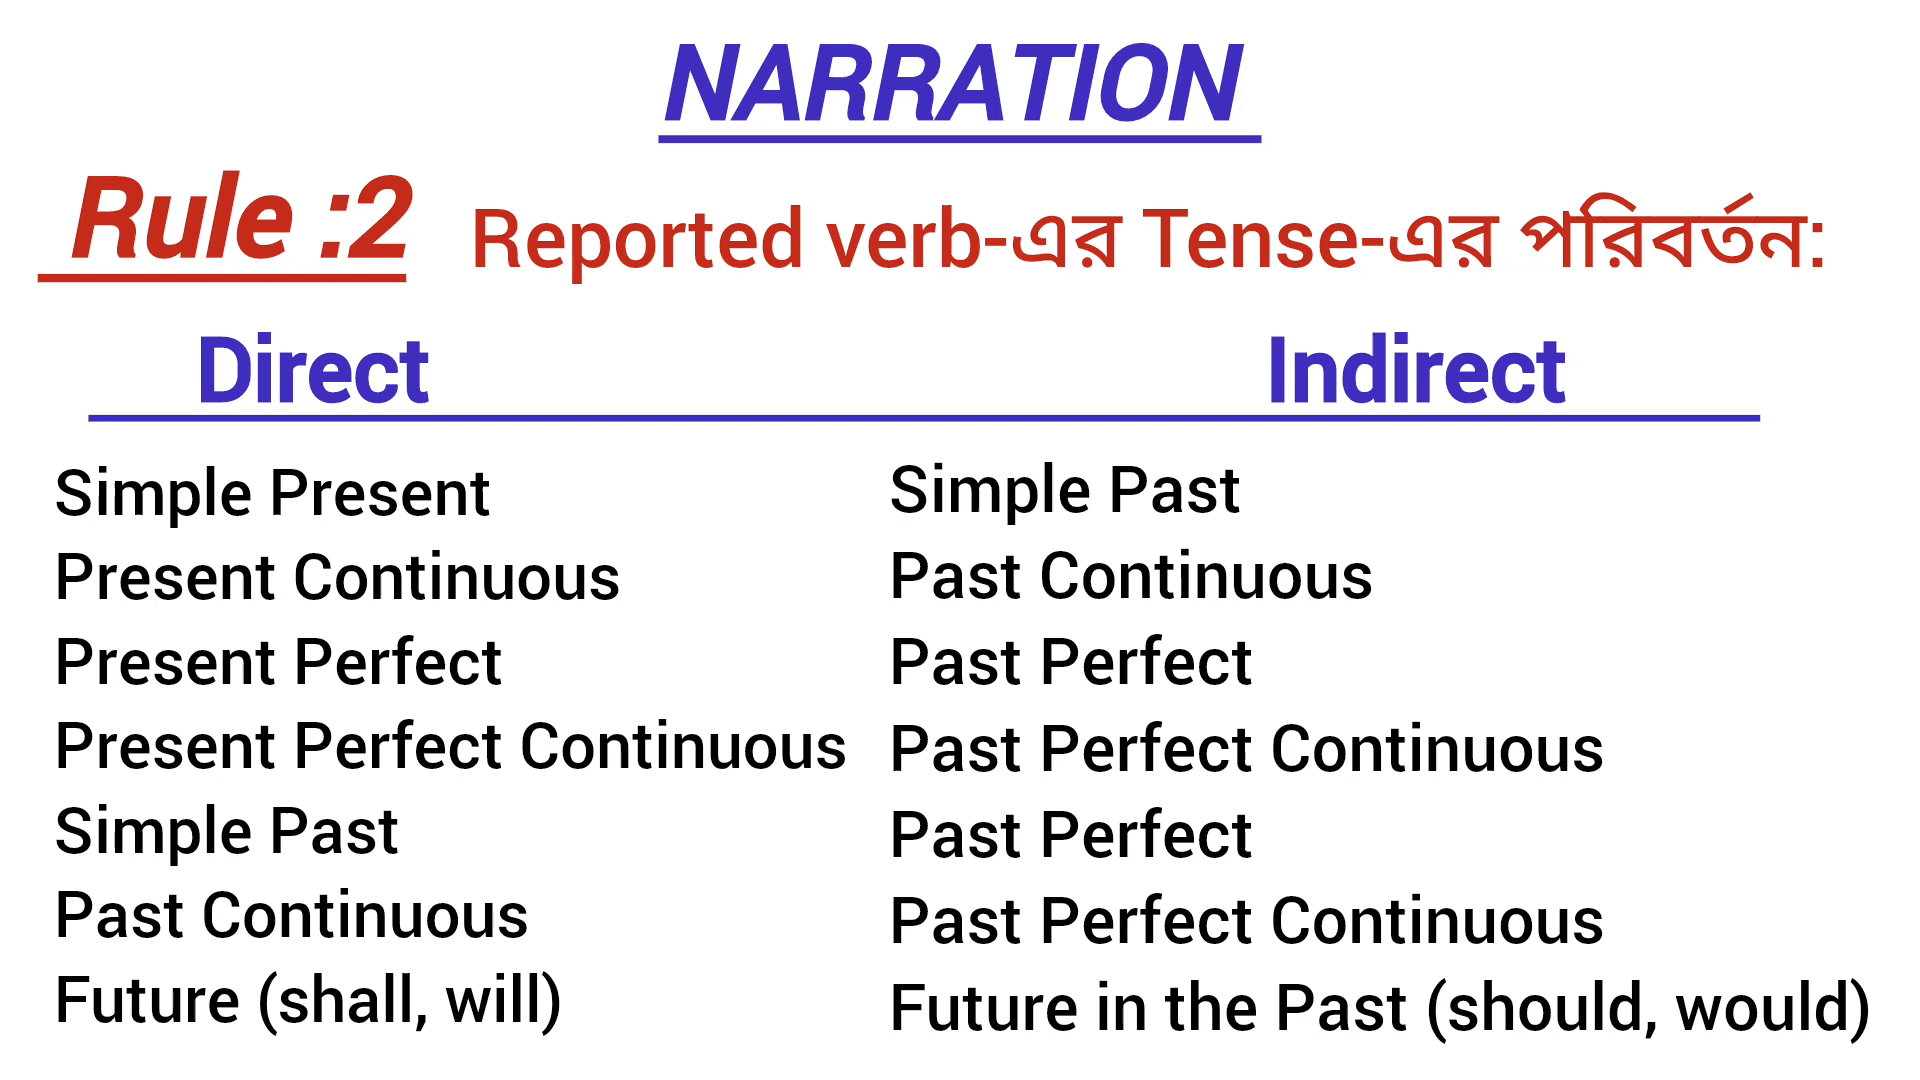 NARRATION
Rule :2 Reported verb-এর Tense-এর পরিবর্তন:
Direct Indirect
Simple Present Simple Past
Present Continuous Past Continuous
Present Perfect Past Perfect
Present Perfect Continuous Past Perfect Continuous
Simple Past Past Perfect
Past Continuous Past Perfect Continuous
Future (shall, will) Future in the Past (should, would)